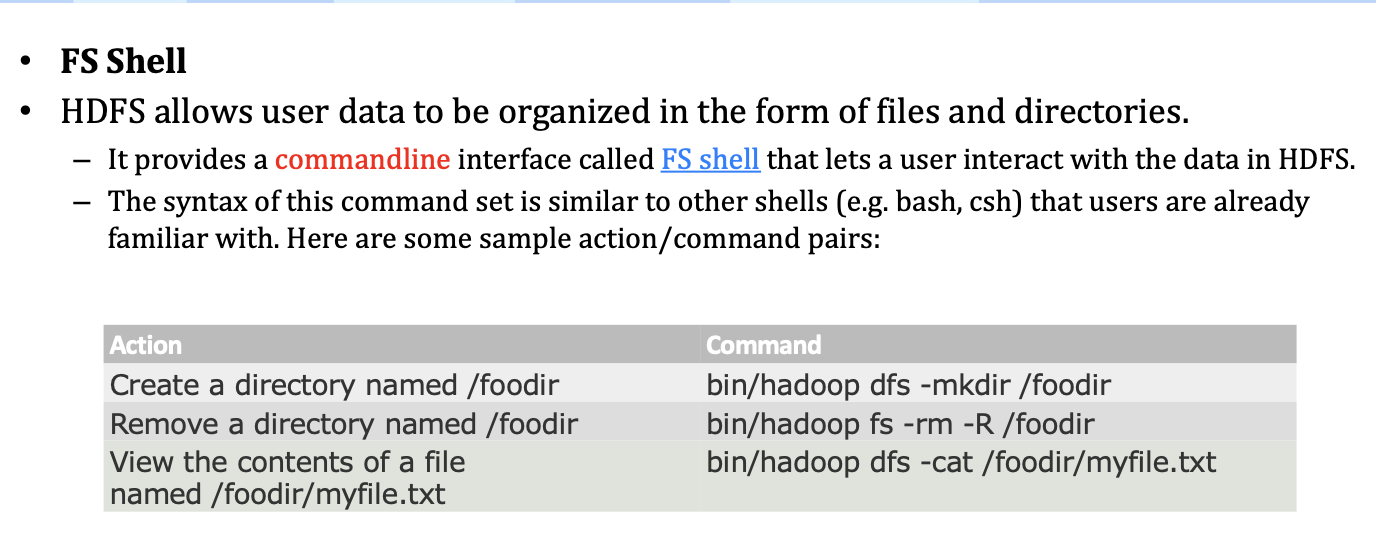 • FS Shell
• HDFS allows user data to be organized in the form of files and directories.
– It provides a commandline interface called FS shell that lets a user interact with the data in HDFS.
– The syntax of this command set is similar to other shells (e.g. bash, csh) that users are already
familiar with. Here are some sample action/command pairs:
Action Command
Create a directory named /foodir bin/hadoop dfs -mkdir /foodir
Remove a directory named /foodir bin/hadoop fs -rm -R /foodir
View the contents of a file bin/hadoop dfs -cat /foodir/myfile.txt
named /foodir/myfile.txt